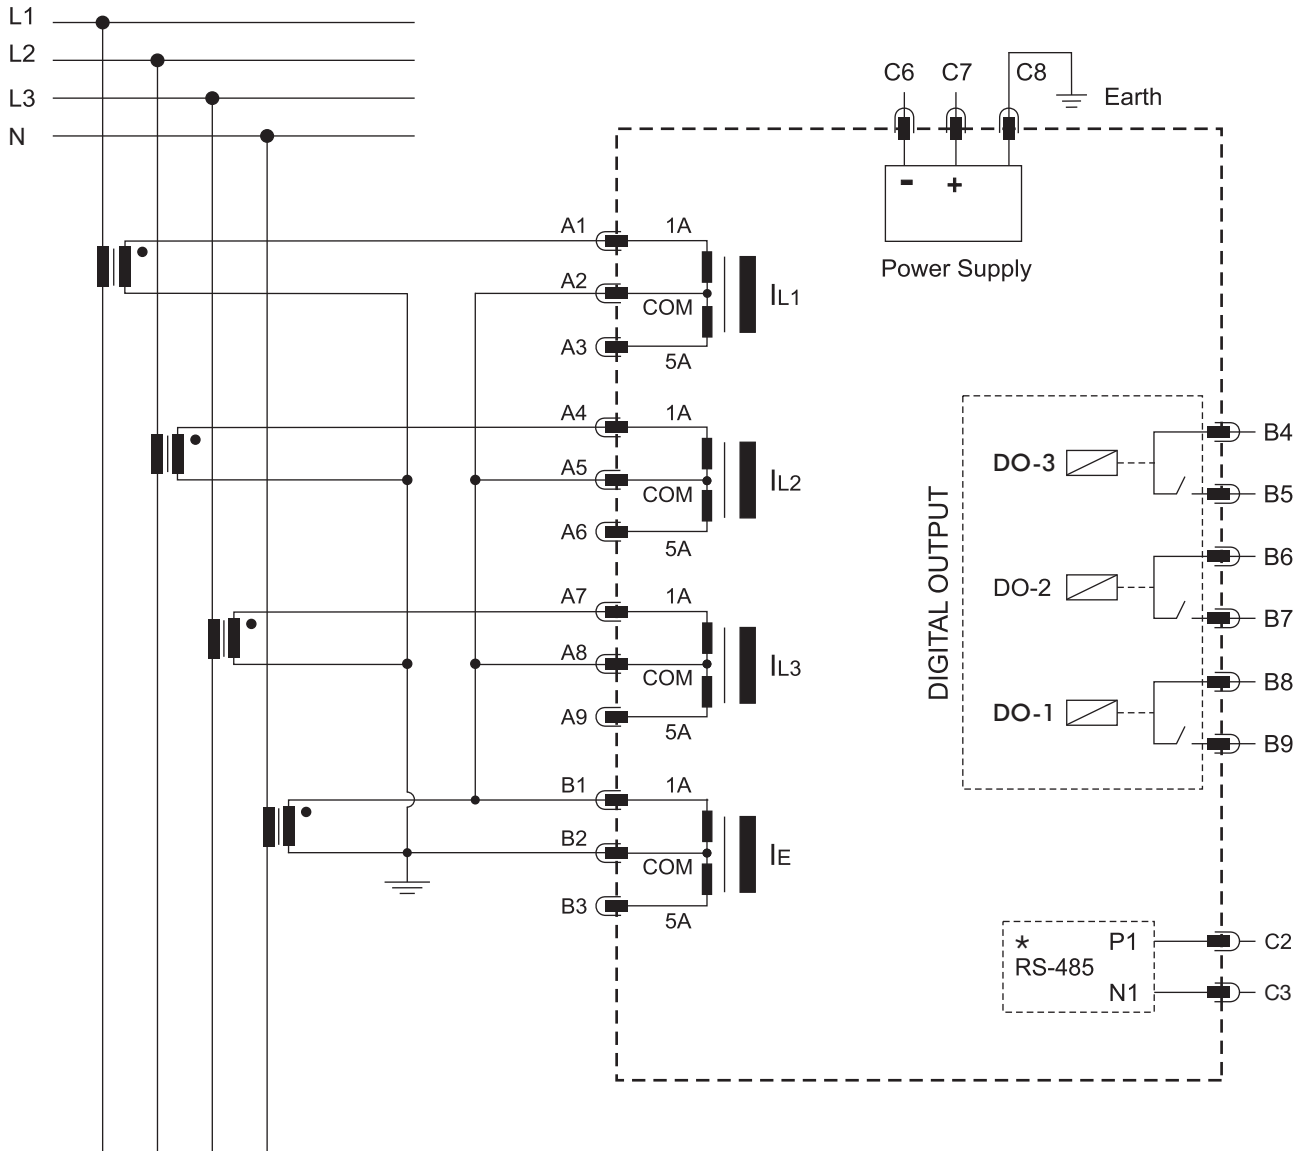 L1
L2
L3
N
C6
C7
C8
Earth
-
+
Power Supply
A1
1A
A2
COM
IL1
A3
5A
A4
1A
A5
COM
IL2
A6
5A
A7
1A
A8
COM
IL3
A9
5A
B1
1A
B2
COM
IE
B3
5A
DIGITAL OUTPUT
DO-3
B4
B5
DO-2
B6
B7
DO-1
B8
B9
* P1
RS-485
N1
C2
C3